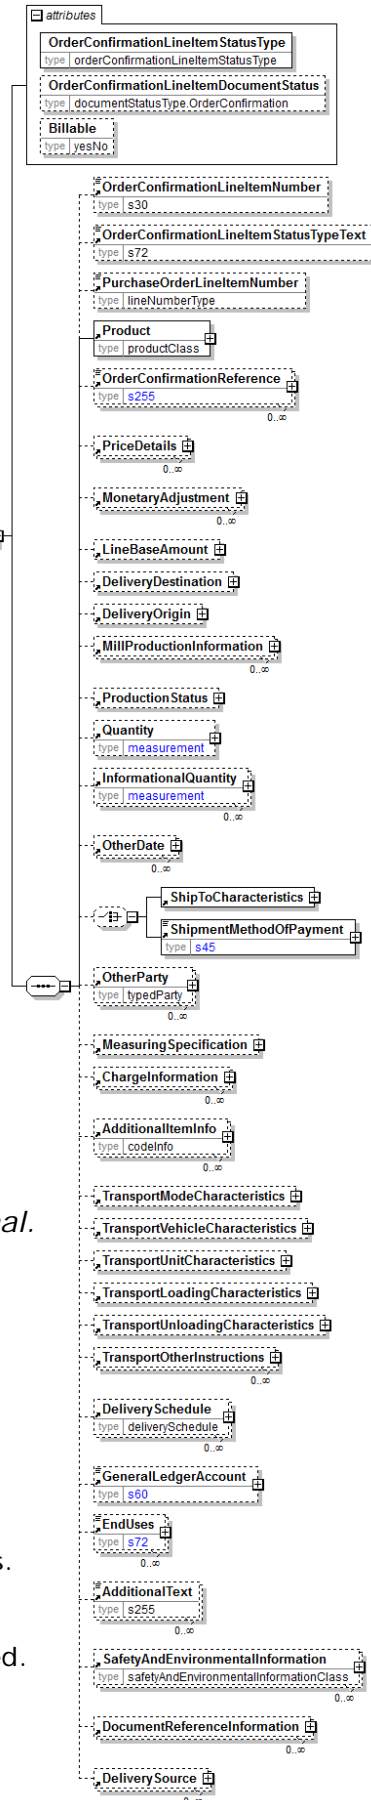 attributes
OrderConfirmationLineItemStatusType
type orderConfirmationLineItemStatusType
OrderConfirmationLineItemDocumentStatus
type documentStatusType.OrderConfirmation
Billable
type yesNo
OrderConfirmationLineItemNumber
type s30
OrderConfirmationLineItemStatusTypeText
type s72
PurchaseOrderLineItemNumber
type lineNumberType
Product
type productClass
OrderConfirmationReference
type s255
0..∞
PriceDetails
0..∞
MonetaryAdjustment
0..∞
LineBaseAmount
DeliveryDestination
DeliveryOrigin
MillProductionInformation
0..∞
ProductionStatus
Quantity
type measurement
InformationalQuantity
type measurement
0..∞
OtherDate
0..∞
ShipToCharacteristics
ShipmentMethodOfPayment
type s45
OtherParty
type typedParty
0..∞
MeasuringSpecification
ChargeInformation
0..∞
AdditionalItemInfo
type codeInfo
0..∞
TransportModeCharacteristics
al.
TransportVehicleCharacteristics
TransportUnitCharacteristics
TransportLoadingCharacteristics
TransportUnloadingCharacteristics
TransportOtherInstructions
0..∞
DeliverySchedule
type deliverySchedule
0..∞
GeneralLedgerAccount
type s60
EndUses
type s72
0..∞
s.
AdditionalText
type s255
0..∞
ed.
SafetyAndEnvironmentalInformation
type safetyAndEnvironmentalInformationClass
0..∞
DocumentReferenceInformation
0..∞
DeliverySource